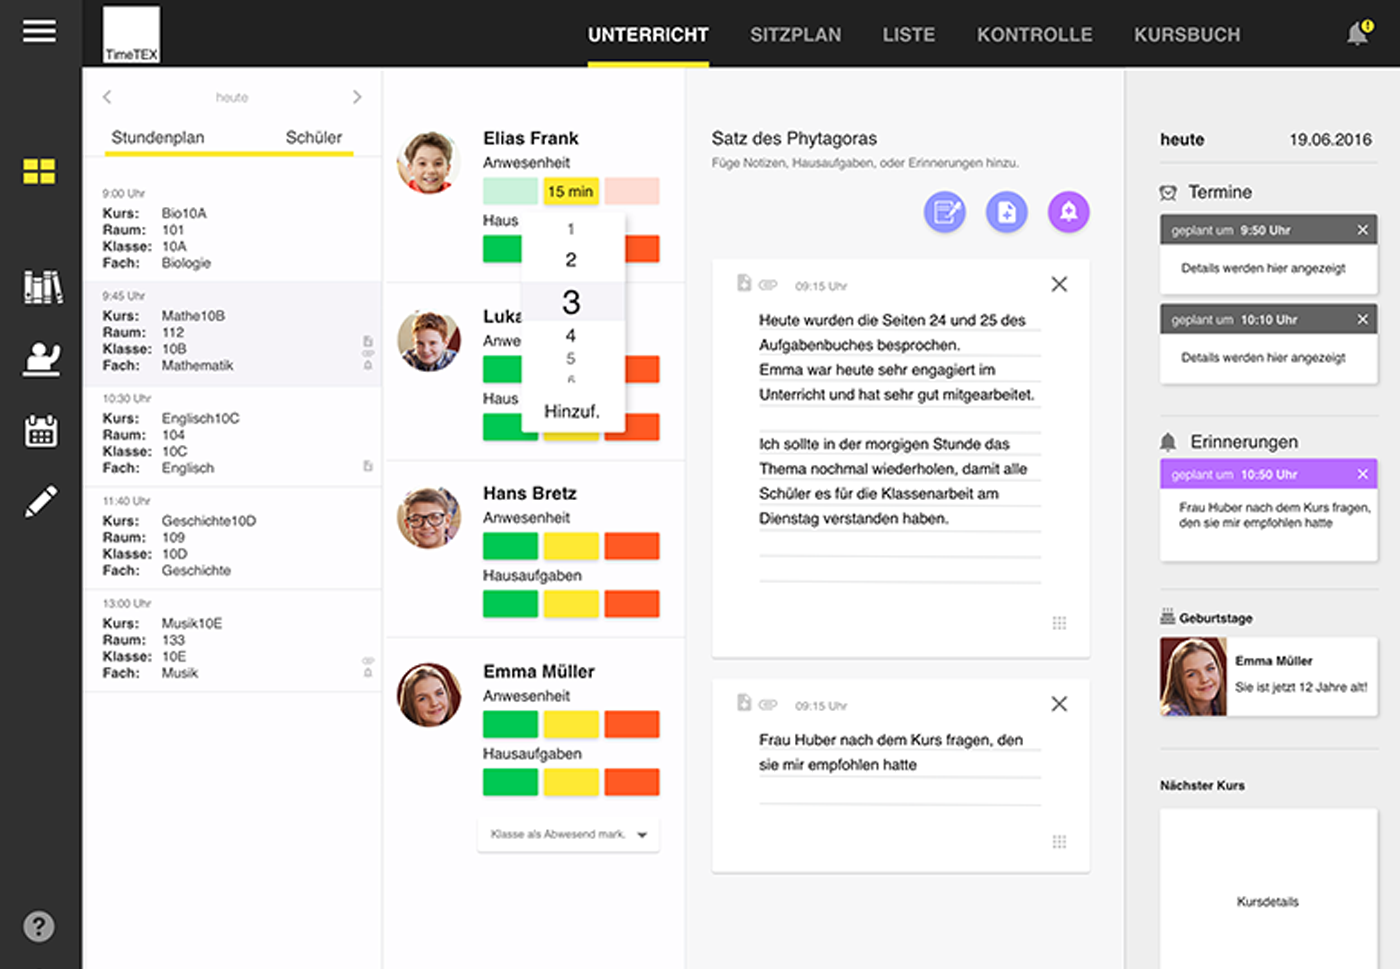 TimeTEX
UNTERRICHT
SITZPLAN
LISTE
KONTROLLE
KURSBUCH
!
heute
Stundenplan
Schüler
9:00 Uhr
Kurs: Bio10A
Raum: 101
Klasse: 10A
Fach: Biologie
9:45 Uhr
Kurs: Mathe10B
Raum: 112
Klasse: 10B
Fach: Mathematik
10:30 Uhr
Kurs: Englisch10C
Raum: 104
Klasse: 10C
Fach: Englisch
11:40 Uhr
Kurs: Geschichte10D
Raum: 109
Klasse: 10D
Fach: Geschichte
13:00 Uhr
Kurs: Musik10E
Raum: 133
Klasse: 10E
Fach: Musik
?
Elias Frank
Anwesenheit
15 min
Haus
1
2
3
4
5
6
Hinzuf.
Luka
Anwe
Haus
Hans Bretz
Anwesenheit
Hausaufgaben
Emma Müller
Anwesenheit
Hausaufgaben
Klasse als Abwesend mark.
Satz des Phytagoras
Füge Notizen, Hausaufgaben, oder Erinnerungen hinzu.
09:15 Uhr
Heute wurden die Seiten 24 und 25 des
Aufgabenbuches besprochen.
Emma war heute sehr engagiert im
Unterricht und hat sehr gut mitgearbeitet.
Ich sollte in der morgigen Stunde das
Thema nochmal wiederholen, damit alle
Schüler es für die Klassenarbeit am
Dienstag verstanden haben.
09:15 Uhr
Frau Huber nach dem Kurs fragen, den
sie mir empfohlen hatte
heute 19.06.2016
Termine
geplant um 9:50 Uhr
Details werden hier angezeigt
geplant um 10:10 Uhr
Details werden hier angezeigt
Erinnerungen
geplant um 10:50 Uhr
Frau Huber nach dem Kurs fragen,
den sie mir empfohlen hatte
Geburtstage
Emma Müller
Sie ist jetzt 12 Jahre alt!
Nächster Kurs
Kursdetails